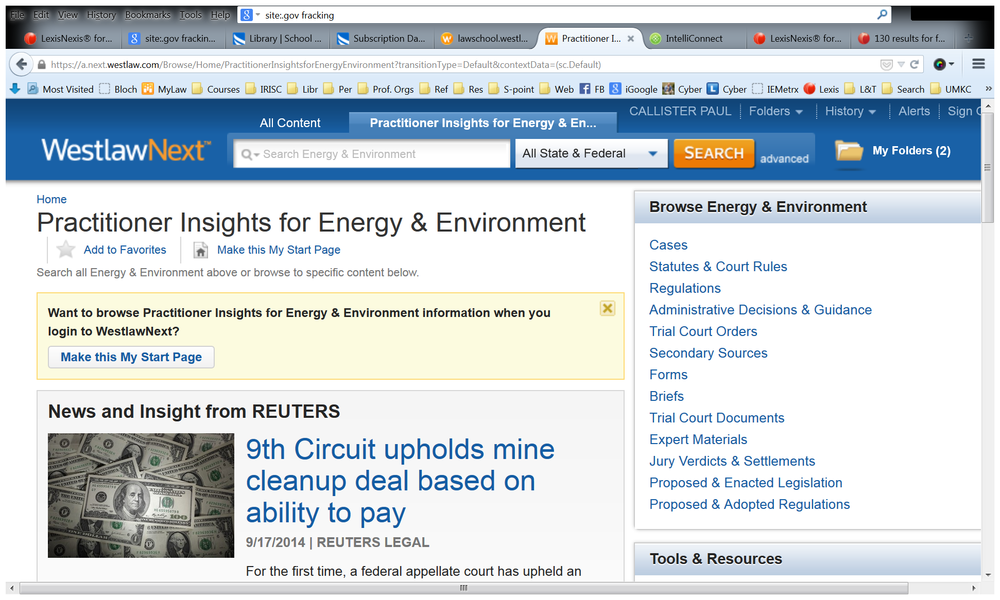 File Edit View History Bookmarks Tools Help site:.gov fracking
LexisNexis® for... site:.gov frackin... Library | School ... Subscription Da... lawschool.westl... Practitioner I... IntelliConnect LexisNexis® for... 130 results for f...
https://a.next.westlaw.com/Browse/Home/PractitionerInsightsforEnergyEnvironment?transitionType=Default&contextData=(sc.Default)
Most Visited Bloch MyLaw Courses IRISC Libr Per Prof. Orgs Ref Res S-point Web FB iGoogle Cyber Cyber IEMetrx Lexis L&T Search UMKC »
CALLISTER PAUL Folders History Alerts Sign
All Content Practitioner Insights for Energy & En...
WestlawNext™ Search Energy & Environment All State & Federal SEARCH advanced My Folders (2)
Home
Practitioner Insights for Energy & Environment
Add to Favorites Make this My Start Page
Search all Energy & Environment above or browse to specific content below.
Want to browse Practitioner Insights for Energy & Environment information when you
login to WestlawNext?
Make this My Start Page
News and Insight from REUTERS
9th Circuit upholds mine
cleanup deal based on
ability to pay
9/17/2014 | REUTERS LEGAL
For the first time, a federal appellate court has upheld an
Browse Energy & Environment
Cases
Statutes & Court Rules
Regulations
Administrative Decisions & Guidance
Trial Court Orders
Secondary Sources
Forms
Briefs
Trial Court Documents
Expert Materials
Jury Verdicts & Settlements
Proposed & Enacted Legislation
Proposed & Adopted Regulations
Tools & Resources